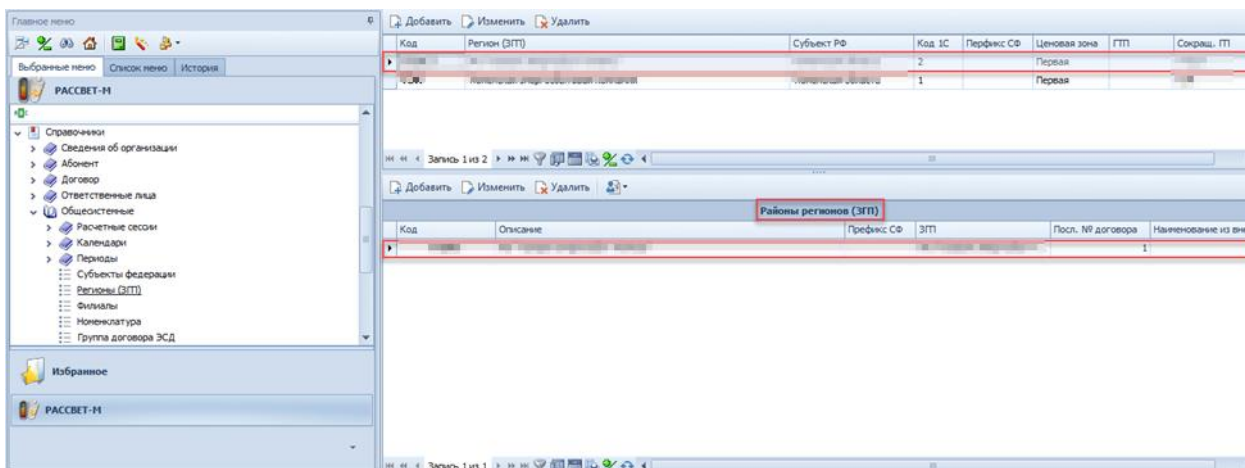 Главное меню
Выбранные меню Список меню История
РАССВЕТ-М
Справочники
Сведения об организации
Абонент
Договор
Ответственные лица
Общесистемные
Расчетные сессии
Календари
Периоды
Субъекты федерации
Регионы (ЗГП)
Филиалы
Номенклатура
Группа договора ЭСД
Избранное
РАССВЕТ-М
Добавить Изменить Удалить
Код Регион (ЗГП) Субъект РФ Код 1С Перфикс СФ Ценовая зона ГТП Сокращ. ГП
2 Первая
1 Первая
Запись 1 из 2
Добавить Изменить Удалить
Районы регионов (ЗГП)
Код Описание Префикс СФ ЗГП Посл. № договора Наименование из вн
1
Запись 1 из 1